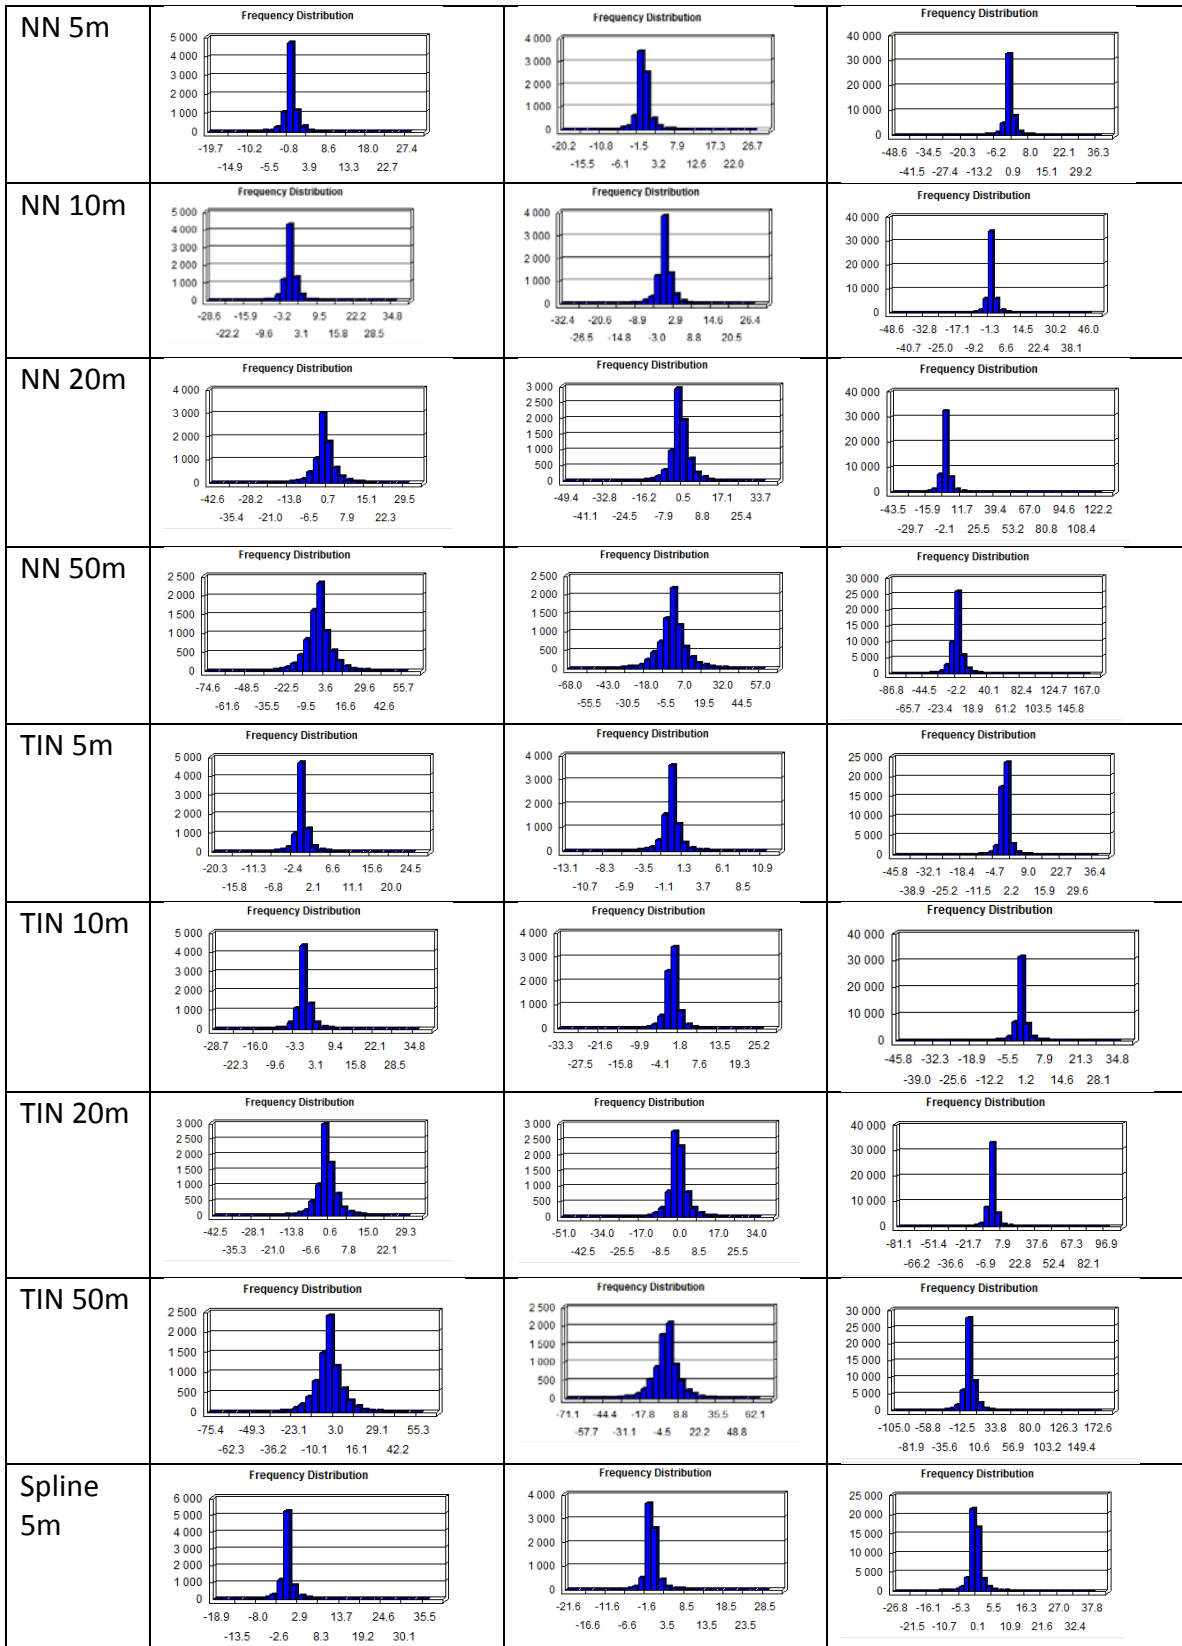 NN 5m
Frequency Distribution
5 000
4 000
3 000
2 000
1 000
0
-19.7 -10.2 -0.8 8.6 18.0 27.4
-14.9 -5.5 3.9 13.3 22.7
Frequency Distribution
4 000
3 000
2 000
1 000
0
-20.2 -10.8 -1.5 7.9 17.3 26.7
-15.5 -6.1 3.2 12.6 22.0
Frequency Distribution
40 000
30 000
20 000
10 000
0
-48.6 -34.5 -20.3 -6.2 8.0 22.1 36.3
-41.5 -27.4 -13.2 0.9 15.1 29.2
NN 10m
Frequency Distribution
5 000
4 000
3 000
2 000
1 000
0
-28.6 -15.9 -3.2 9.5 22.2 34.8
-22.2 -9.6 3.1 15.8 28.5
Frequency Distribution
4 000
3 000
2 000
1 000
0
-32.4 -20.6 -8.9 2.9 14.6 26.4
-26.5 -14.8 -3.0 8.8 20.5
Frequency Distribution
40 000
30 000
20 000
10 000
0
-48.6 -32.8 -17.1 -1.3 14.5 30.2 46.0
-40.7 -25.0 -9.2 6.6 22.4 38.1
NN 20m
Frequency Distribution
4 000
3 000
2 000
1 000
0
-42.6 -28.2 -13.8 0.7 15.1 29.5
-35.4 -21.0 -6.5 7.9 22.3
Frequency Distribution
3 000
2 500
2 000
1 500
1 000
500
0
-49.4 -32.8 -16.2 0.5 17.1 33.7
-41.1 -24.5 -7.9 8.8 25.4
Frequency Distribution
40 000
30 000
20 000
10 000
0
-43.5 -15.9 11.7 39.4 67.0 94.6 122.2
-29.7 -2.1 25.5 53.2 80.8 108.4
NN 50m
Frequency Distribution
2 500
2 000
1 500
1 000
500
0
-74.6 -48.5 -22.5 3.6 29.6 55.7
-61.6 -35.5 -9.5 16.6 42.6
Frequency Distribution
2 500
2 000
1 500
1 000
500
0
-68.0 -43.0 -18.0 7.0 32.0 57.0
-55.5 -30.5 -5.5 19.5 44.5
Frequency Distribution
30 000
25 000
20 000
15 000
10 000
5 000
0
-86.8 -44.5 -2.2 40.1 82.4 124.7 167.0
-65.7 -23.4 18.9 61.2 103.5 145.8
TIN 5m
Frequency Distribution
5 000
4 000
3 000
2 000
1 000
0
-20.3 -11.3 -2.4 6.6 15.6 24.5
-15.8 -6.8 2.1 11.1 20.0
Frequency Distribution
4 000
3 000
2 000
1 000
0
-13.1 -8.3 -3.5 1.3 6.1 10.9
-10.7 -5.9 -1.1 3.7 8.5
Frequency Distribution
25 000
20 000
15 000
10 000
5 000
0
-45.8 -32.1 -18.4 -4.7 9.0 22.7 36.4
-38.9 -25.2 -11.5 2.2 15.9 29.6
TIN 10m
Frequency Distribution
5 000
4 000
3 000
2 000
1 000
0
-28.7 -16.0 -3.3 9.4 22.1 34.8
-22.3 -9.6 3.1 15.8 28.5
Frequency Distribution
4 000
3 000
2 000
1 000
0
-33.3 -21.6 -9.9 1.8 13.5 25.2
-27.5 -15.8 -4.1 7.6 19.3
Frequency Distribution
40 000
30 000
20 000
10 000
0
-45.8 -32.3 -18.9 -5.5 7.9 21.3 34.8
-39.0 -25.6 -12.2 1.2 14.6 28.1
TIN 20m
Frequency Distribution
3 000
2 500
2 000
1 500
1 000
500
0
-42.5 -28.1 -13.8 0.6 15.0 29.3
-35.3 -21.0 -6.6 7.8 22.1
Frequency Distribution
3 000
2 500
2 000
1 500
1 000
500
0
-51.0 -34.0 -17.0 0.0 17.0 34.0
-42.5 -25.5 -8.5 8.5 25.5
Frequency Distribution
40 000
30 000
20 000
10 000
0
-81.1 -51.4 -21.7 7.9 37.6 67.3 96.9
-66.2 -36.6 -6.9 22.8 52.4 82.1
TIN 50m
Frequency Distribution
2 500
2 000
1 500
1 000
500
0
-75.4 -49.3 -23.1 3.0 29.1 55.3
-62.3 -36.2 -10.1 16.1 42.2
Frequency Distribution
2 500
2 000
1 500
1 000
500
0
-71.1 -44.4 -17.8 8.8 35.5 62.1
-57.7 -31.1 -4.5 22.2 48.8
Frequency Distribution
30 000
25 000
20 000
15 000
10 000
5 000
0
-105.0 -58.8 -12.5 33.8 80.0 126.3 172.6
-81.9 -35.6 10.6 56.9 103.2 149.4
Spline
5m
Frequency Distribution
6 000
5 000
4 000
3 000
2 000
1 000
0
-18.9 -8.0 2.9 13.7 24.6 35.5
-13.5 -2.6 8.3 19.2 30.1
Frequency Distribution
4 000
3 000
2 000
1 000
0
-21.6 -11.6 -1.6 8.5 18.5 28.5
-16.6 -6.6 3.5 13.5 23.5
Frequency Distribution
25 000
20 000
15 000
10 000
5 000
0
-26.8 -16.1 -5.3 5.5 16.3 27.0 37.8
-21.5 -10.7 0.1 10.9 21.6 32.4